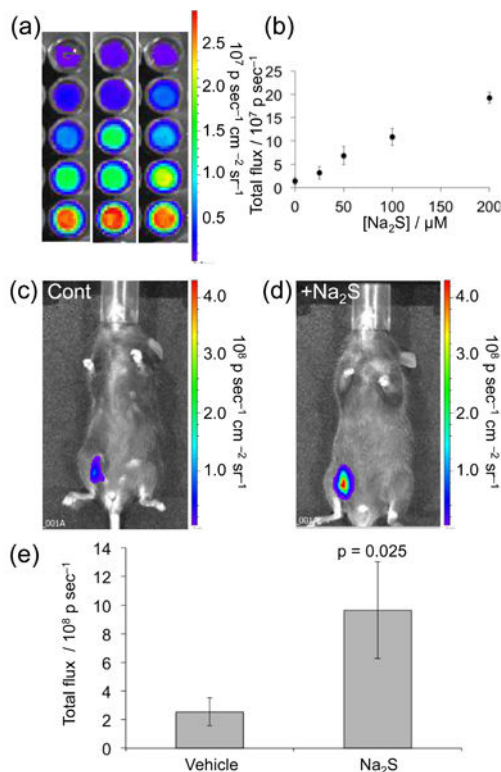 (a)
2.5
2.0
1.5
1.0
0.5
10⁷ p sec⁻¹ cm⁻² sr⁻¹
(b)
25
20
15
10
5
0
Total flux / 10⁷ p sec⁻¹
0 50 100 150 200
[Na₂S] / µM
(c) Cont
4.0
3.0
2.0
1.0
10⁸ p sec⁻¹ cm⁻² sr⁻¹
_001A
(d) +Na₂S
4.0
3.0
2.0
1.0
10⁸ p sec⁻¹ cm⁻² sr⁻¹
(e)
14
12
10
8
6
4
2
0
Total flux / 10⁸ p sec⁻¹
p = 0.025
Vehicle Na₂S